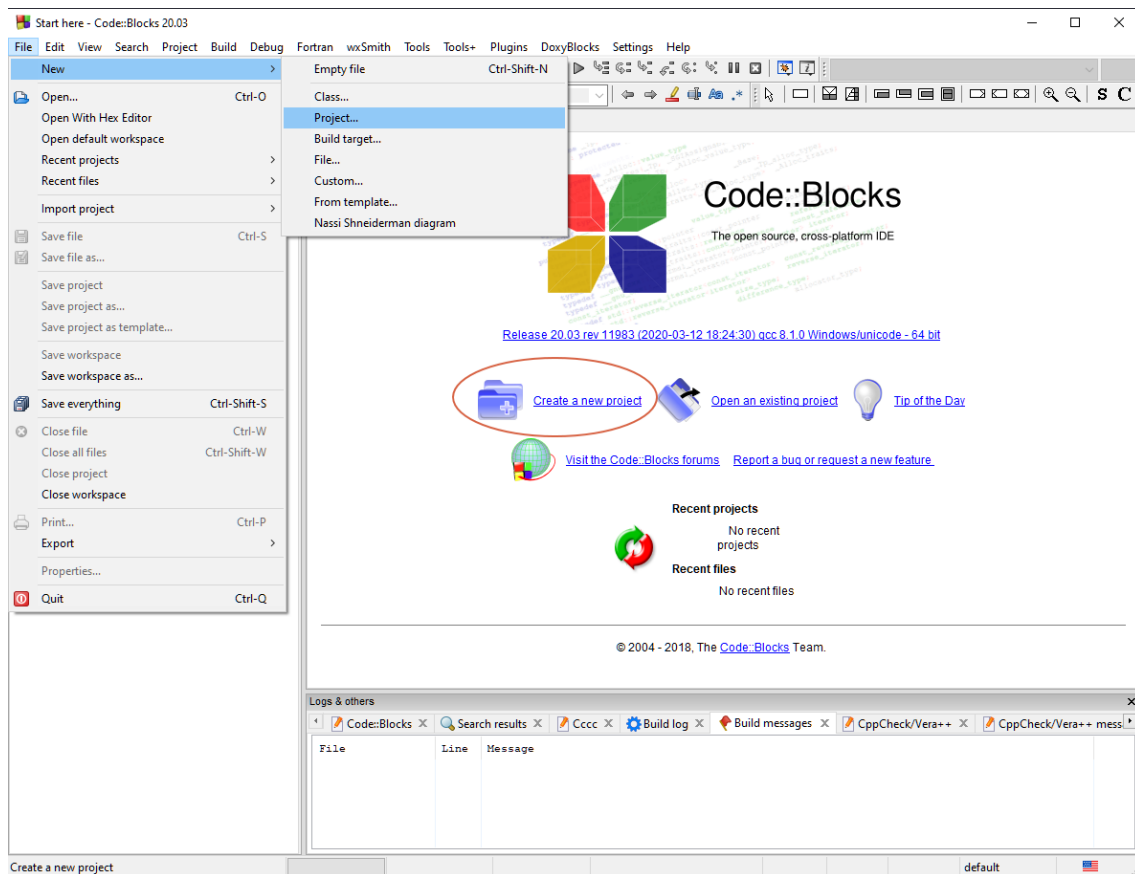 Start here - Code::Blocks 20.03
File Edit View Search Project Build Debug Fortran wxSmith Tools Tools+ Plugins DoxyBlocks Settings Help
New
Open... Ctrl-O
Open With Hex Editor
Open default workspace
Recent projects
Recent files
Import project
Save file Ctrl-S
Save file as...
Save project
Save project as...
Save project as template...
Save workspace
Save workspace as...
Save everything Ctrl-Shift-S
Close file Ctrl-W
Close all files Ctrl-Shift-W
Close project
Close workspace
Print... Ctrl-P
Export
Properties...
Quit Ctrl-Q
Empty file Ctrl-Shift-N
Class...
Project...
Build target...
File...
Custom...
From template...
Nassi Shneiderman diagram
S C
Code::Blocks
The open source, cross-platform IDE
Release 20.03 rev 11983 (2020-03-12 18:24:30) gcc 8.1.0 Windows/unicode - 64 bit
Create a new project Open an existing project Tip of the Day
Visit the Code::Blocks forums Report a bug or request a new feature
Recent projects
No recent
projects
Recent files
No recent files
© 2004 - 2018, The Code::Blocks Team.
Logs & others
Code::Blocks Search results Cccc Build log Build messages CppCheck/Vera++ CppCheck/Vera++ mess
File Line Message
Create a new project default